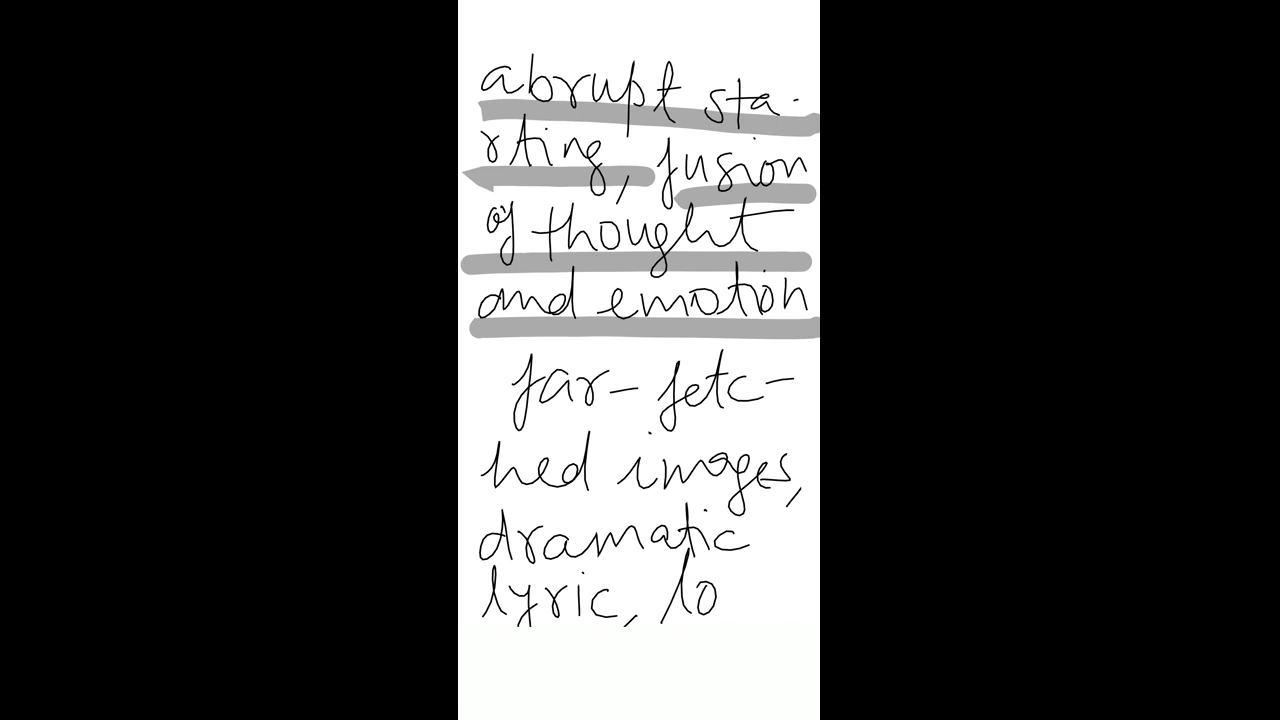 abrupt sta-
rting, fusion
of thought
and emotion
far-fetc-
hed images,
dramatic
lyric, lo